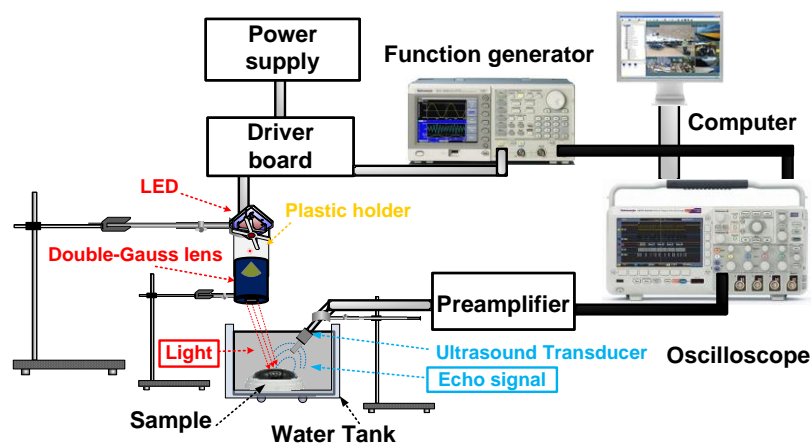 Power
supply
Function generator
Driver
board
Computer
LED
Plastic holder
Double-Gauss lens
Preamplifier
Light
Ultrasound Transducer
Oscilloscope
Echo signal
Sample
Water Tank